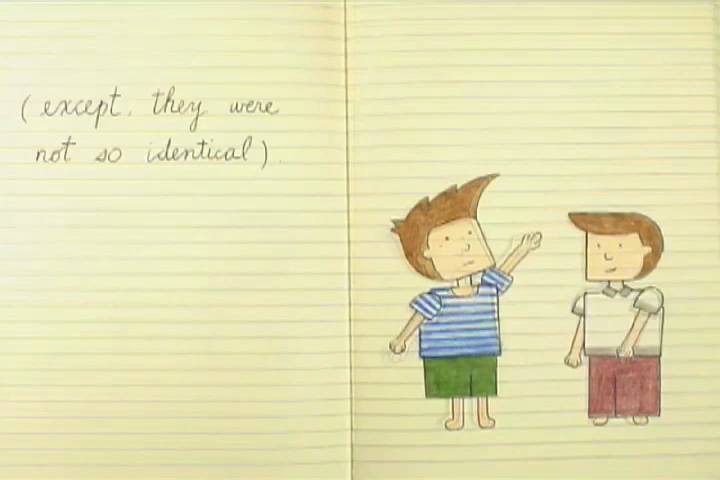 (except, they were
not so identical).